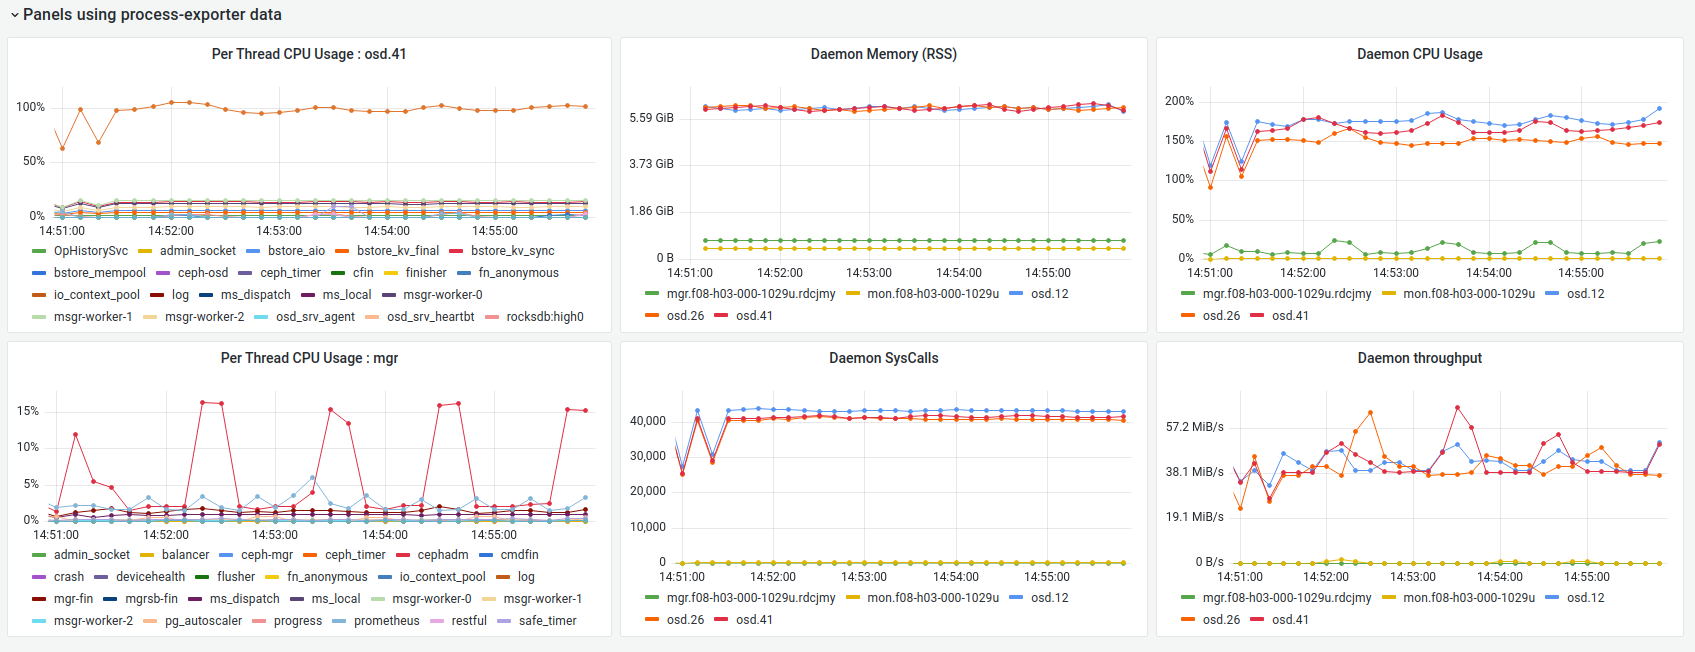 Panels using process-exporter data
Per Thread CPU Usage : osd.41
100%
50%
0%
14:51:00 14:52:00 14:53:00 14:54:00 14:55:00
OpHistorySvc admin_socket bstore_aio bstore_kv_final bstore_kv_sync
bstore_mempool ceph-osd ceph_timer cfin finisher fn_anonymous
io_context_pool log ms_dispatch ms_local msgr-worker-0
msgr-worker-1 msgr-worker-2 osd_srv_agent osd_srv_heartbt rocksdb:high0
Daemon Memory (RSS)
5.59 GiB
3.73 GiB
1.86 GiB
0 B
14:51:00 14:52:00 14:53:00 14:54:00 14:55:00
mgr.f08-h03-000-1029u.rdcjmy mon.f08-h03-000-1029u osd.12
osd.26 osd.41
Daemon CPU Usage
200%
150%
100%
50%
0%
14:51:00 14:52:00 14:53:00 14:54:00 14:55:00
mgr.f08-h03-000-1029u.rdcjmy mon.f08-h03-000-1029u osd.12
osd.26 osd.41
Per Thread CPU Usage : mgr
15%
10%
5%
0%
14:51:00 14:52:00 14:53:00 14:54:00 14:55:00
admin_socket balancer ceph-mgr ceph_timer cephadm cmdfin
crash devicehealth flusher fn_anonymous io_context_pool log
mgr-fin mgrsb-fin ms_dispatch ms_local msgr-worker-0 msgr-worker-1
msgr-worker-2 pg_autoscaler progress prometheus restful safe_timer
Daemon SysCalls
40,000
30,000
20,000
10,000
0
14:51:00 14:52:00 14:53:00 14:54:00 14:55:00
mgr.f08-h03-000-1029u.rdcjmy mon.f08-h03-000-1029u osd.12
osd.26 osd.41
Daemon throughput
57.2 MiB/s
38.1 MiB/s
19.1 MiB/s
0 B/s
14:51:00 14:52:00 14:53:00 14:54:00 14:55:00
mgr.f08-h03-000-1029u.rdcjmy mon.f08-h03-000-1029u osd.12
osd.26 osd.41